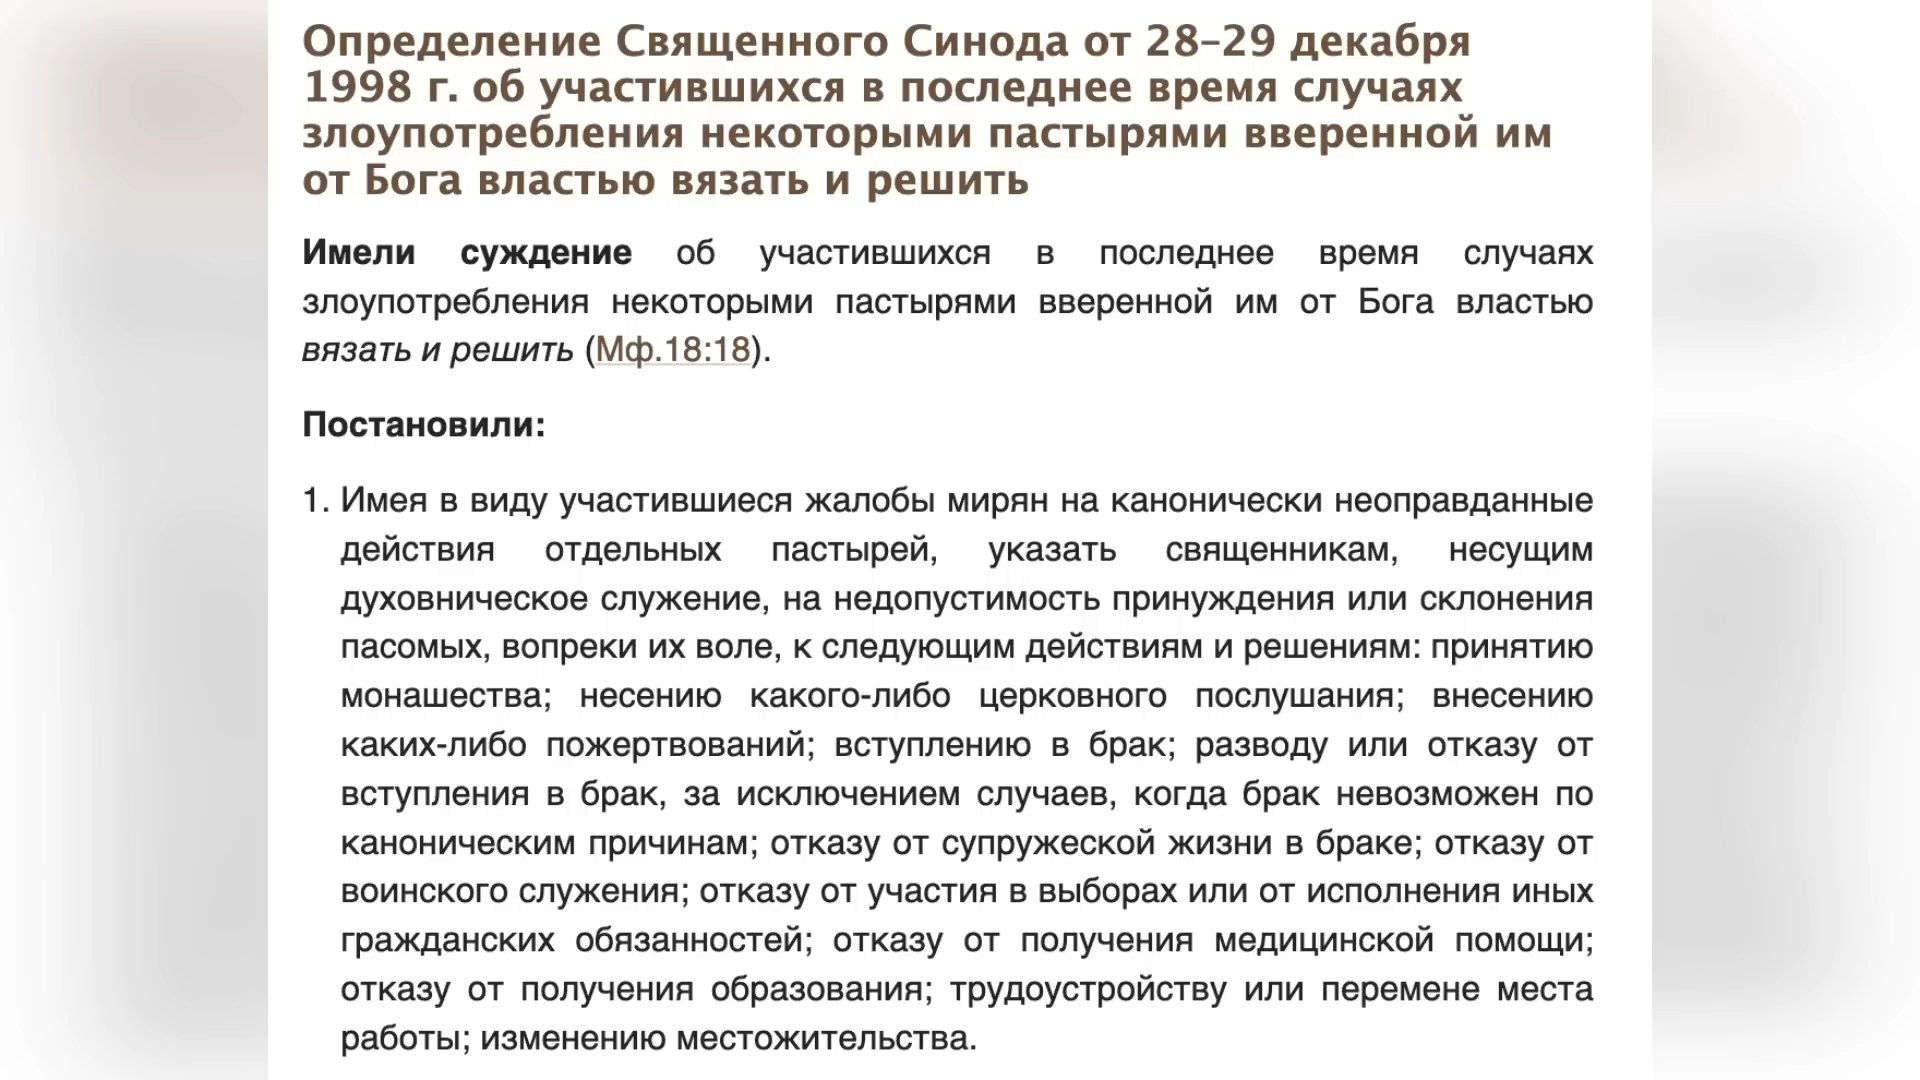 Определение Священного Синода от 28–29 декабря
1998 г. об участившихся в последнее время случаях
злоупотребления некоторыми пастырями вверенной им
от Бога властью вязать и решить
Имели суждение об участившихся в последнее время случаях
злоупотребления некоторыми пастырями вверенной им от Бога властью
вязать и решить (Мф.18:18).
Постановили:
1. Имея в виду участившиеся жалобы мирян на канонически неоправданные
действия отдельных пастырей, указать священникам, несущим
духовническое служение, на недопустимость принуждения или склонения
пасомых, вопреки их воле, к следующим действиям и решениям: принятию
монашества; несению какого-либо церковного послушания; внесению
каких-либо пожертвований; вступлению в брак; разводу или отказу от
вступления в брак, за исключением случаев, когда брак невозможен по
каноническим причинам; отказу от супружеской жизни в браке; отказу от
воинского служения; отказу от участия в выборах или от исполнения иных
гражданских обязанностей; отказу от получения медицинской помощи;
отказу от получения образования; трудоустройству или перемене места
работы; изменению местожительства.